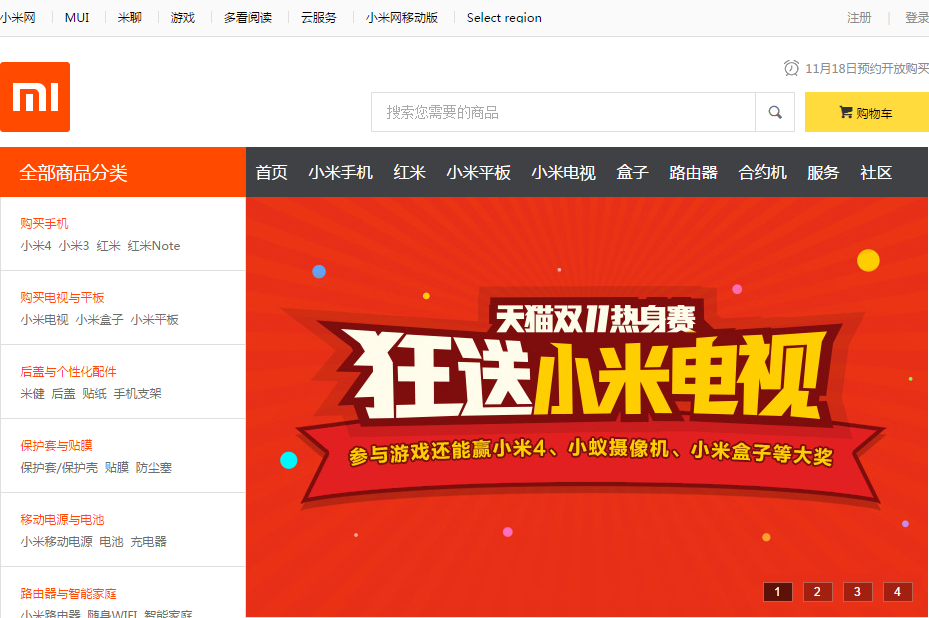 小米网 MUI 米聊 游戏 多看阅读 云服务 小米网移动版 Select region 注册 登录
11月18日预约开放购买
mi
搜索您需要的商品 购物车
全部商品分类 首页 小米手机 红米 小米平板 小米电视 盒子 路由器 合约机 服务 社区
购买手机
小米4 小米3 红米 红米Note
购买电视与平板
小米电视 小米盒子 小米平板
后盖与个性化配件
米键 后盖 贴纸 手机支架
保护套与贴膜
保护套/保护壳 贴膜 防尘塞
移动电源与电池
小米移动电源 电池 充电器
路由器与智能家庭
小米路由器 随身WIFI 智能家庭
天猫双11热身赛
狂送小米电视
参与游戏还能赢小米4、小蚁摄像机、小米盒子等大奖
1 2 3 4